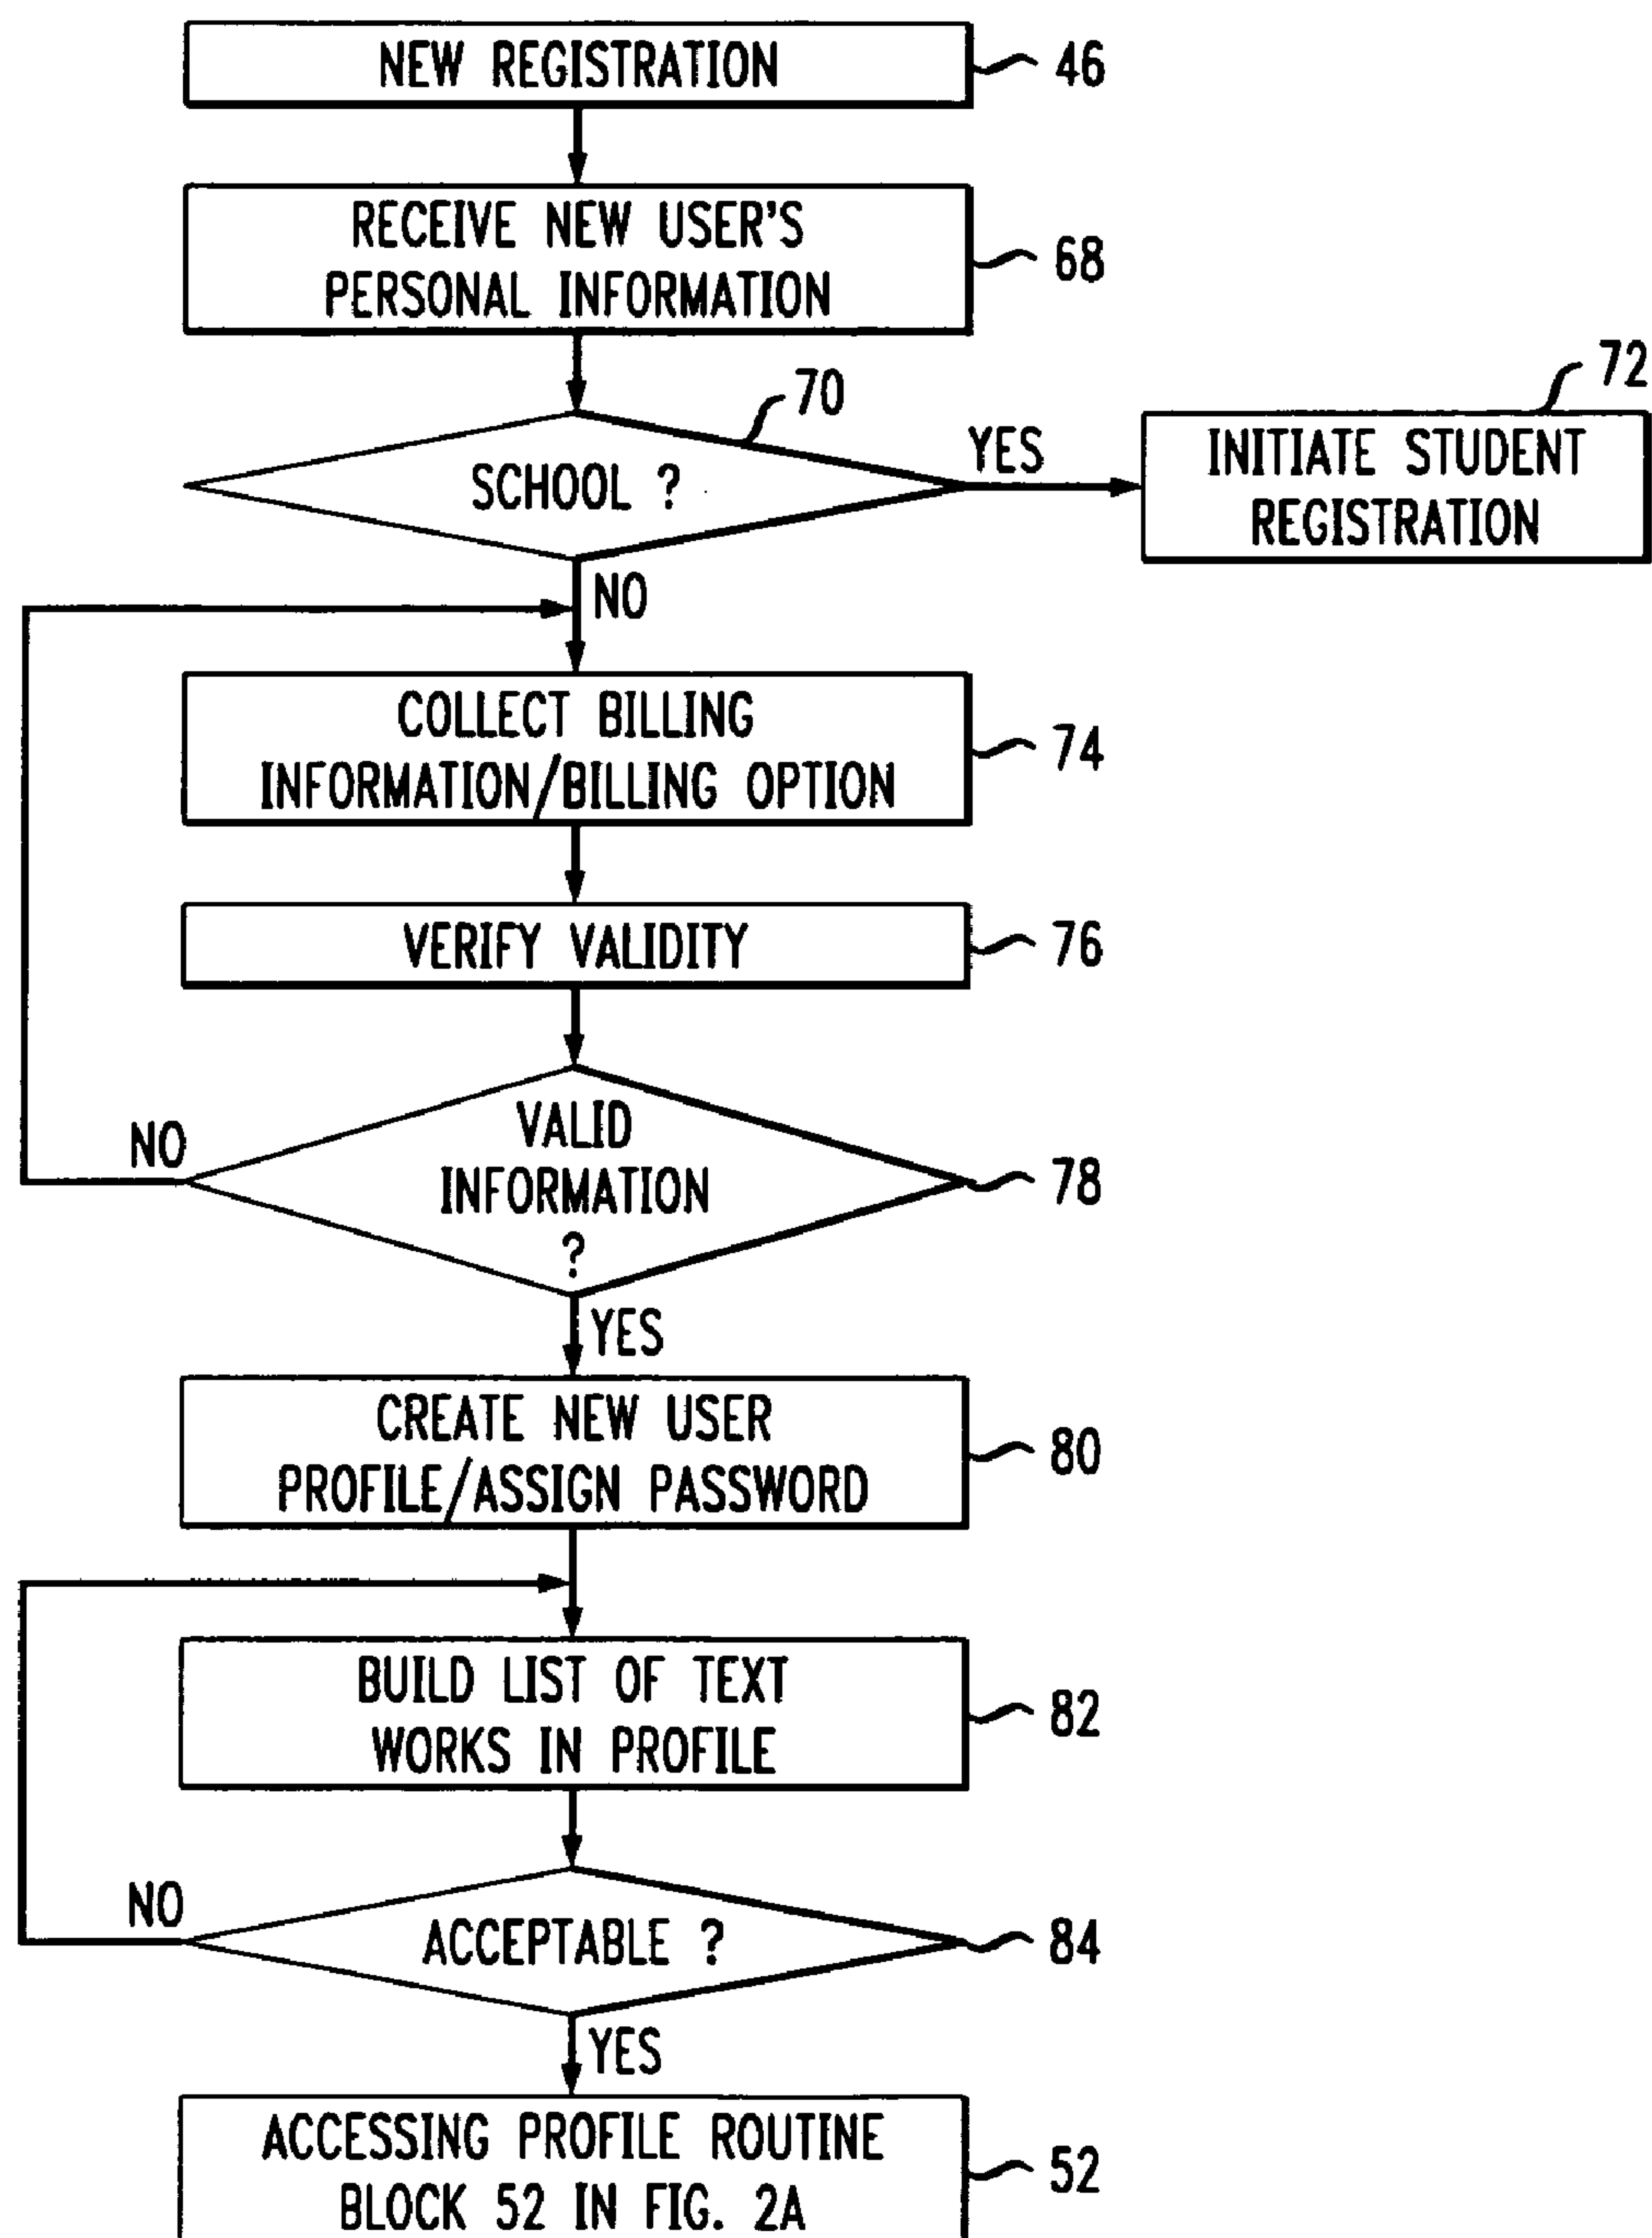 NEW REGISTRATION
46
RECEIVE NEW USER'S
PERSONAL INFORMATION
68
70
72
SCHOOL ?
YES
INITIATE STUDENT
REGISTRATION
NO
COLLECT BILLING
INFORMATION/BILLING OPTION
74
VERIFY VALIDITY
76
NO
VALID
INFORMATION
?
78
YES
CREATE NEW USER
PROFILE/ASSIGN PASSWORD
80
BUILD LIST OF TEXT
WORKS IN PROFILE
82
NO
ACCEPTABLE ?
84
YES
ACCESSING PROFILE ROUTINE
BLOCK 52 IN FIG. 2A
52